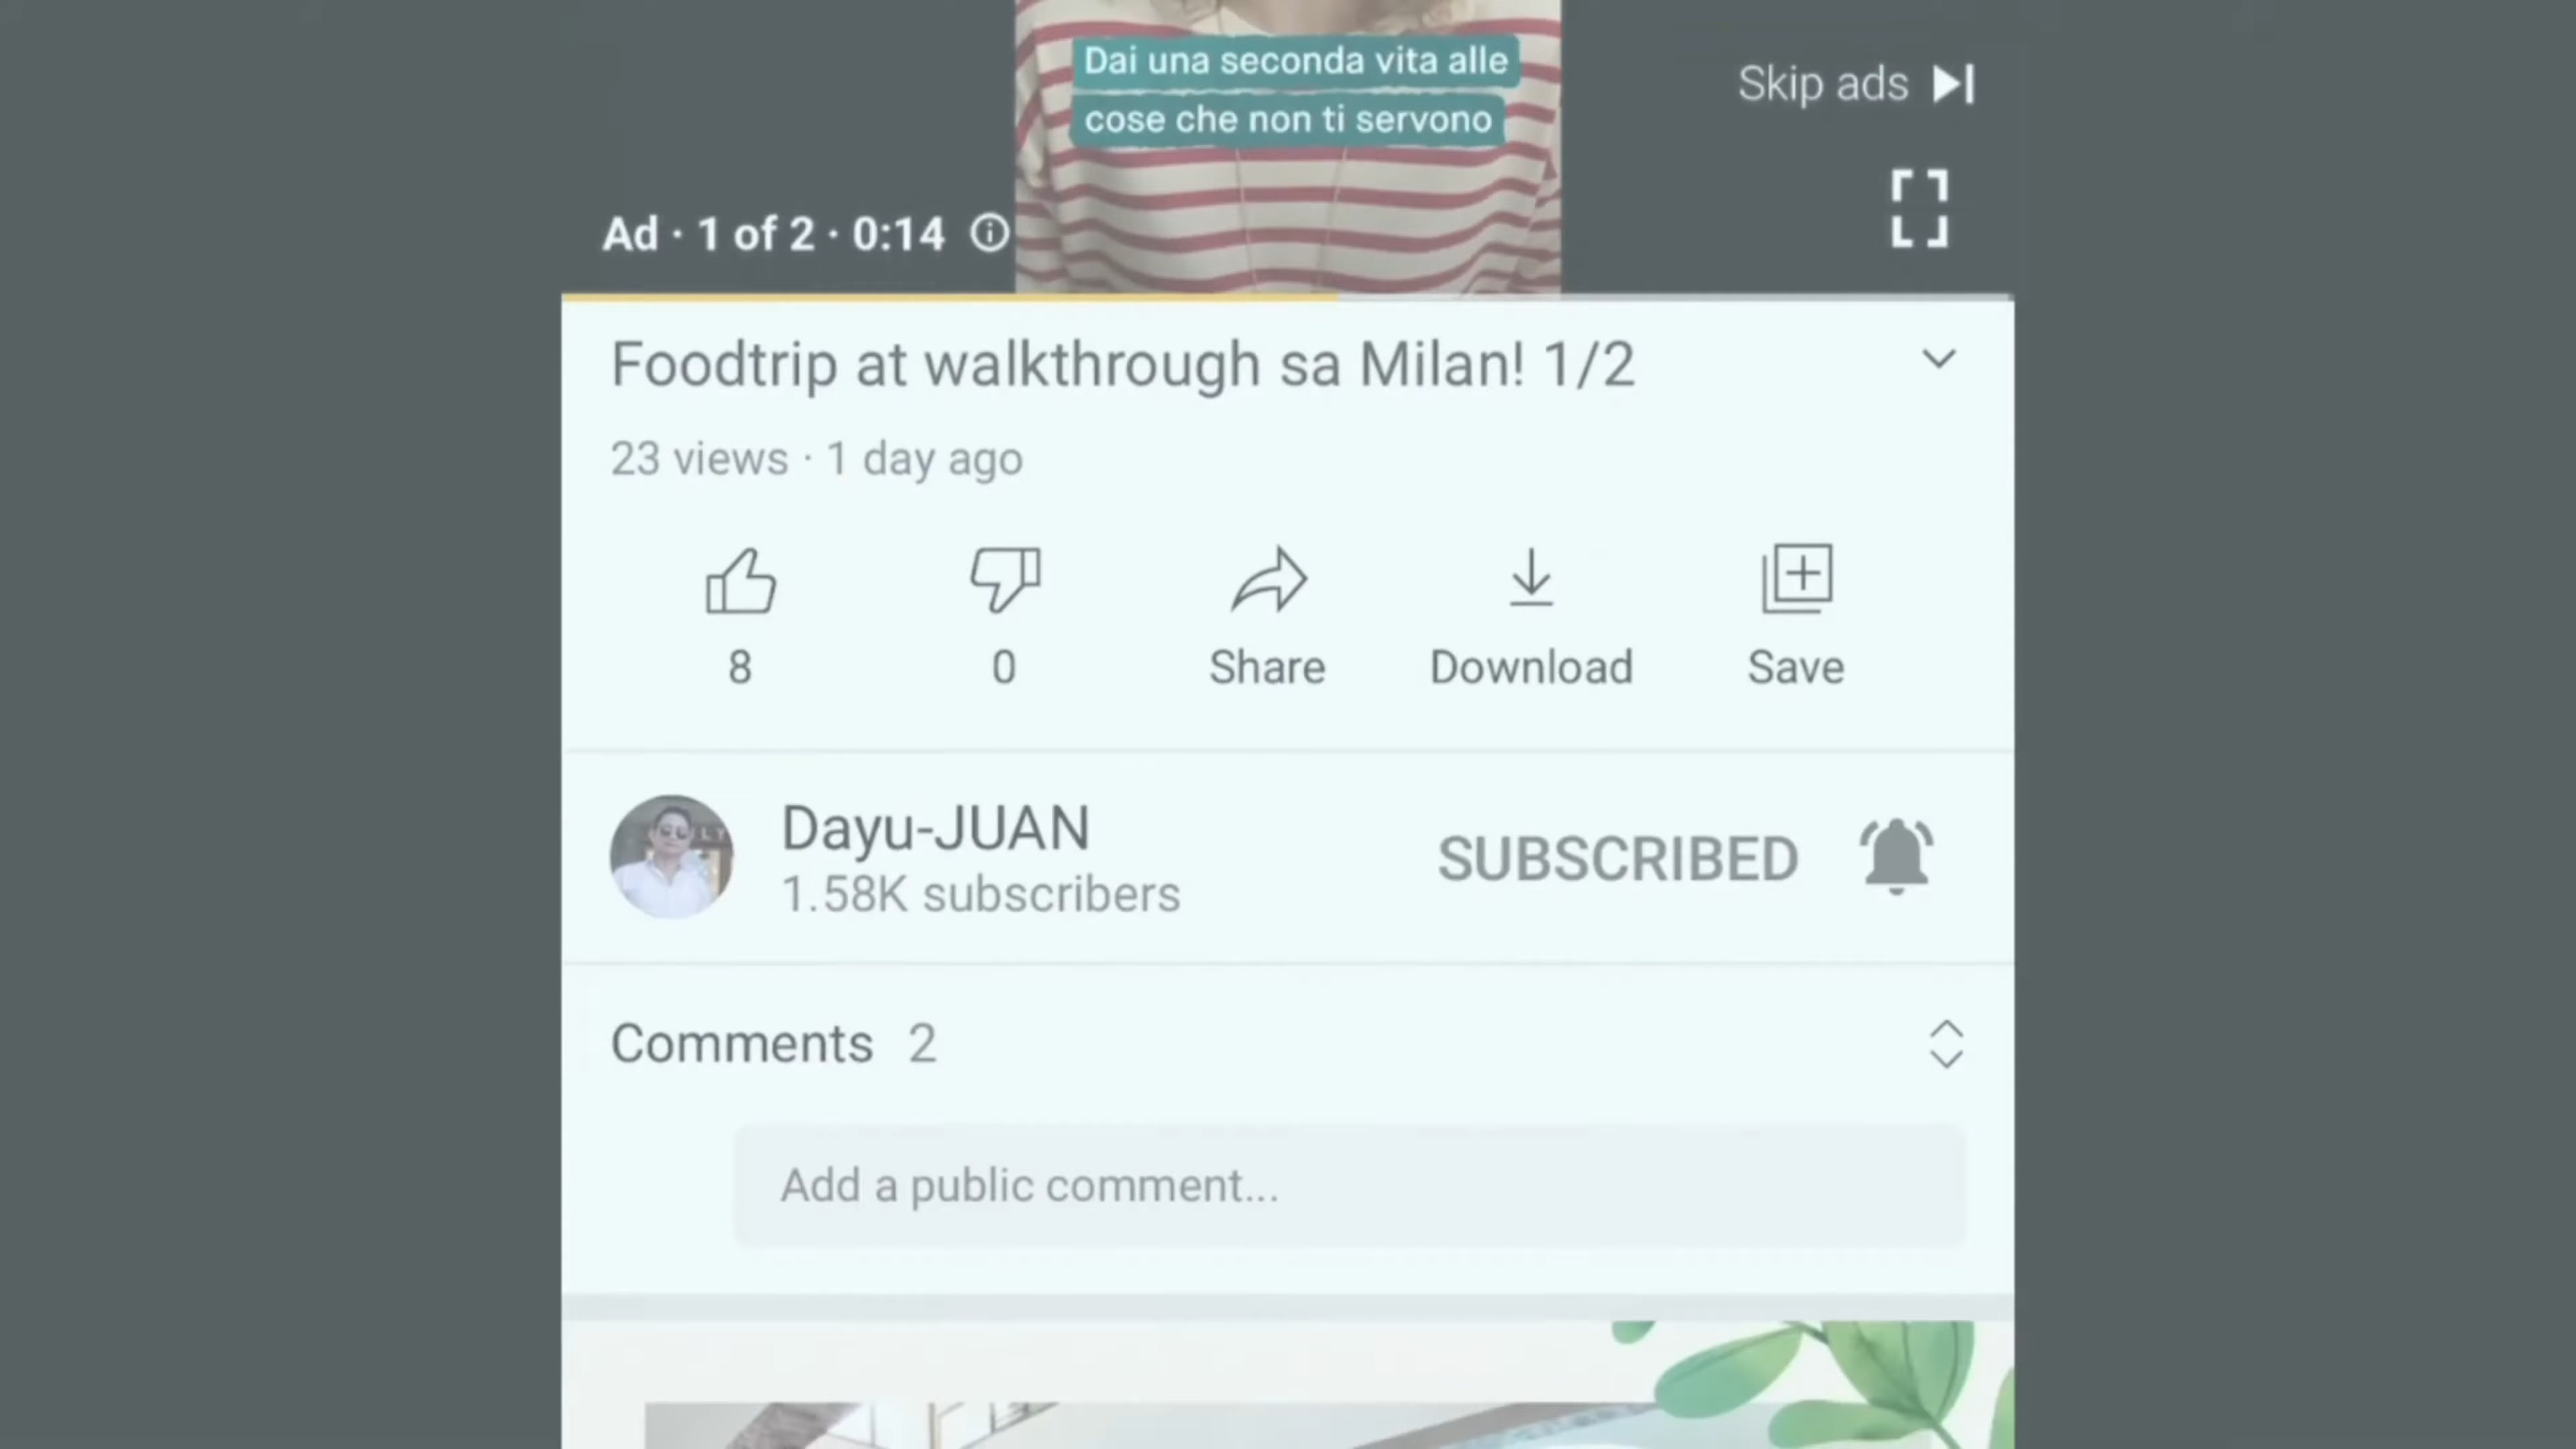 Dai una seconda vita alle
cose che non ti servono
Skip ads
Ad · 1 of 2 · 0:14
Foodtrip at walkthrough sa Milan! 1/2
23 views · 1 day ago
8
0
Share
Download
Save
Dayu-JUAN
1.58K subscribers
SUBSCRIBED
Comments 2
Add a public comment...